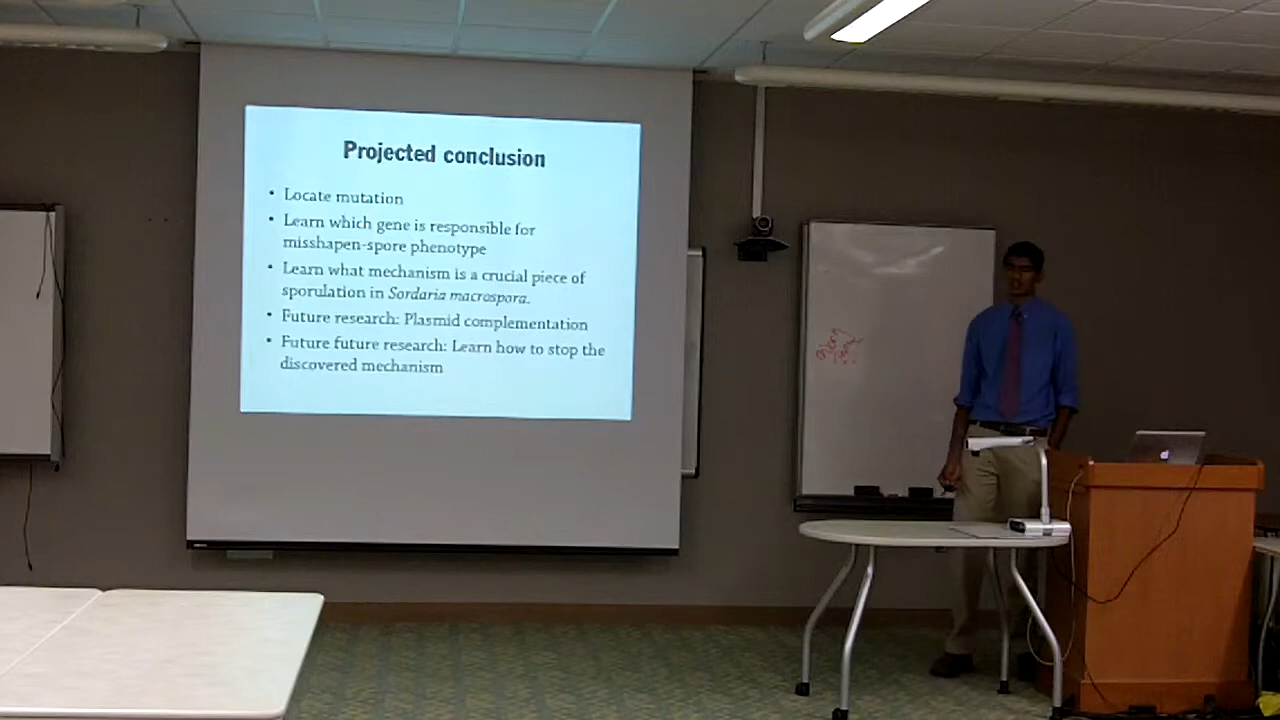 Projected conclusion
• Locate mutation
• Learn which gene is responsible for
misshapen-spore phenotype
• Learn what mechanism is a crucial piece of
sporulation in Sordaria macrospora.
• Future research: Plasmid complementation
• Future future research: Learn how to stop the
discovered mechanism